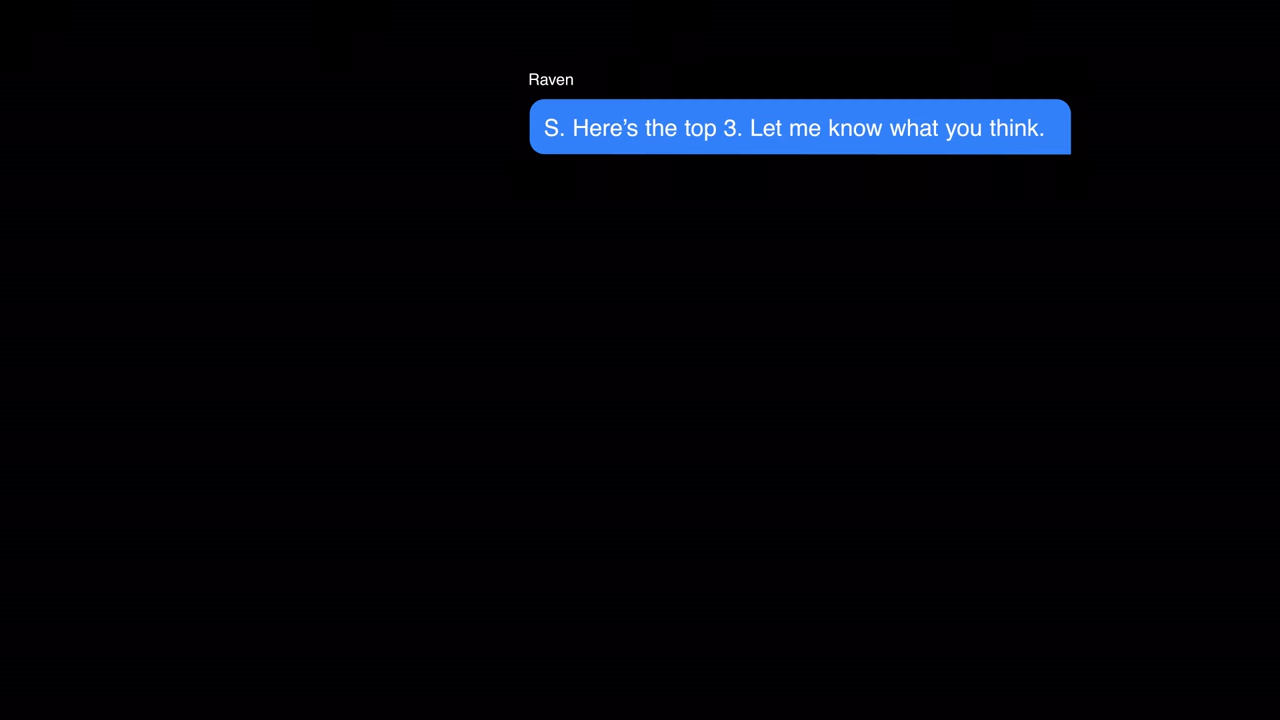 Raven
S. Here’s the top 3. Let me know what you think.